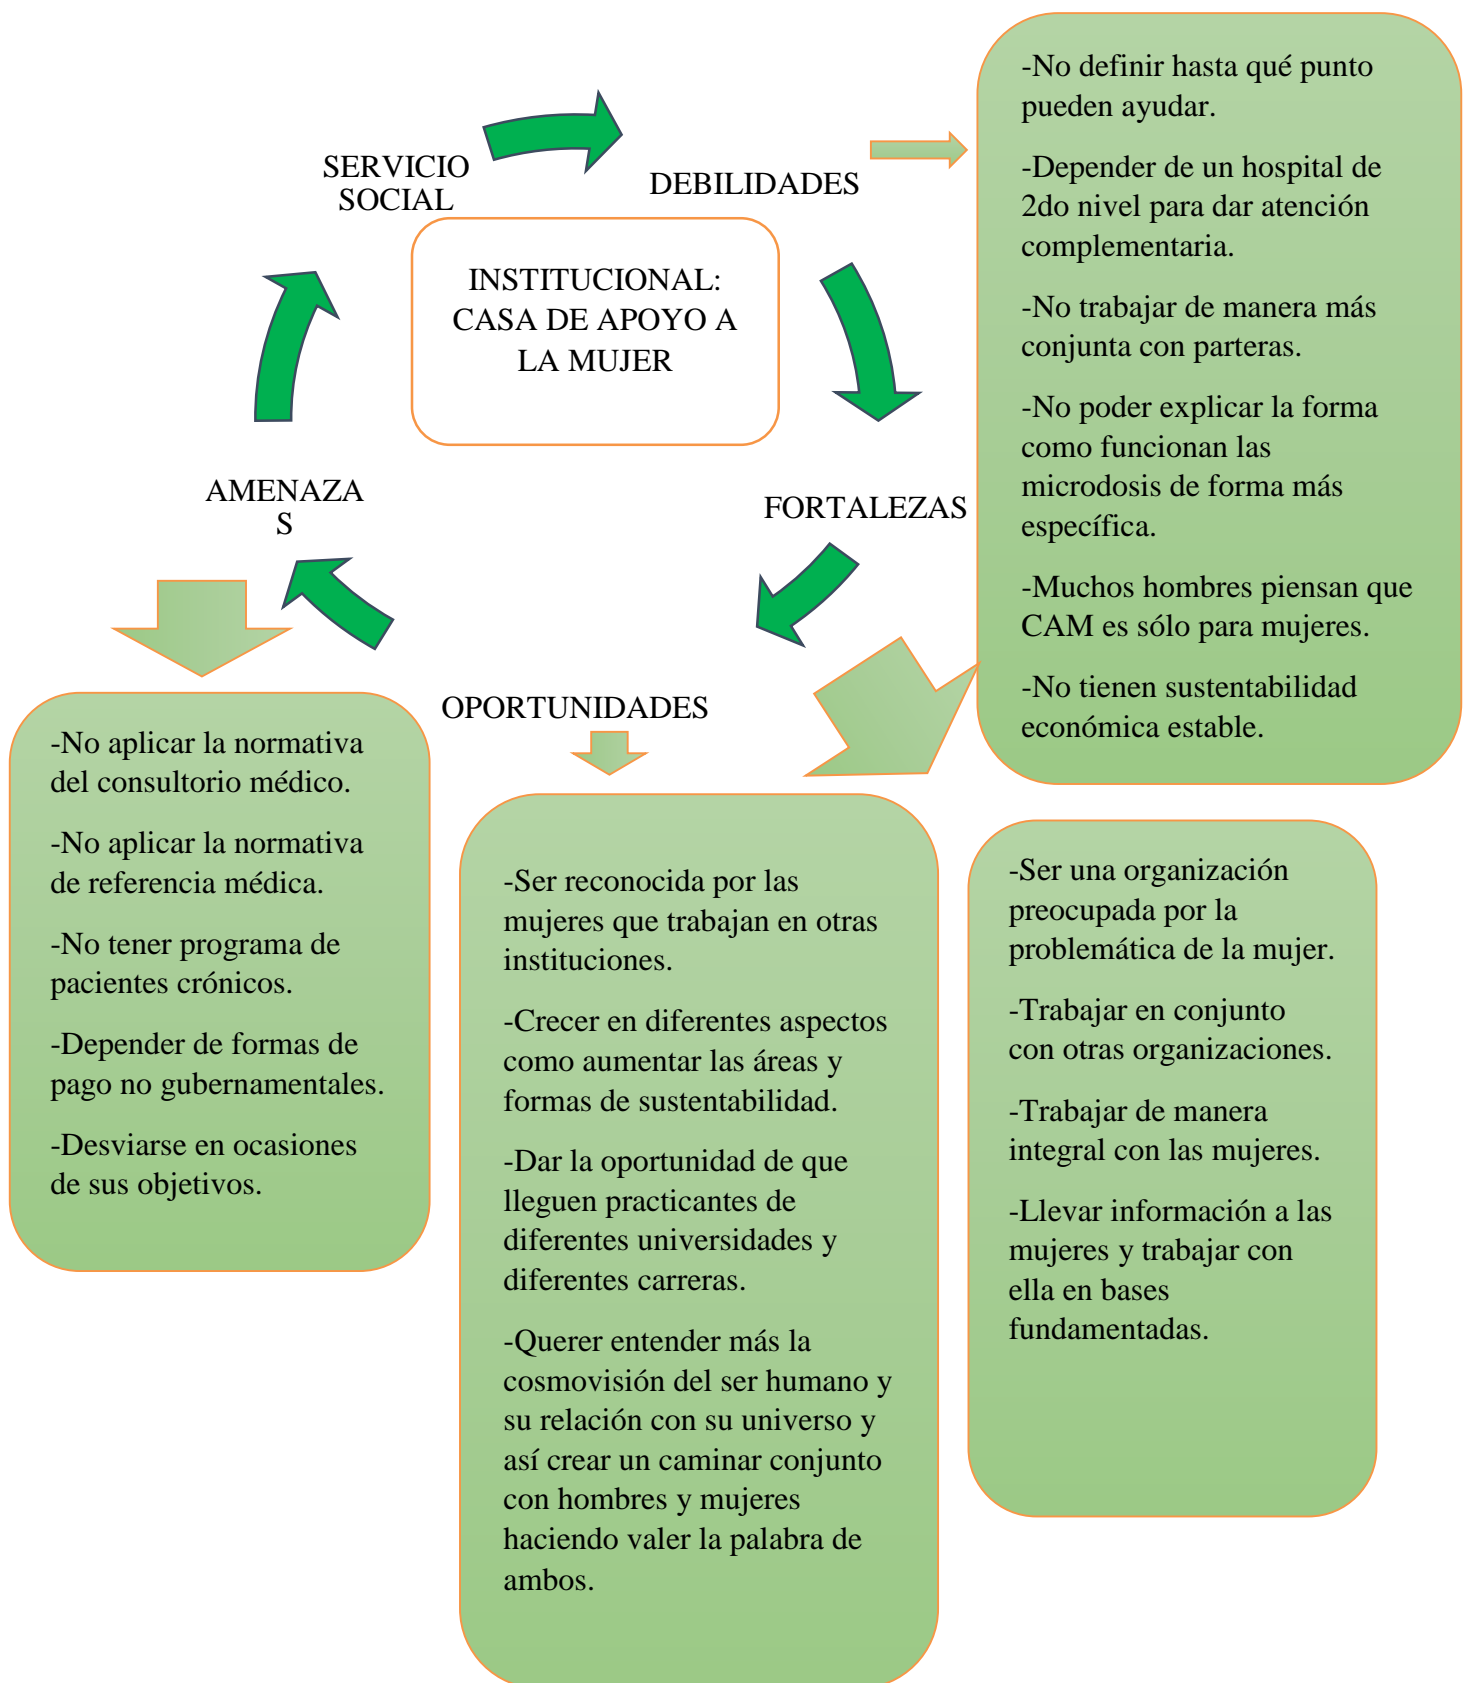 SERVICIO
SOCIAL
DEBILIDADES
INSTITUCIONAL:
CASA DE APOYO A
LA MUJER
AMENAZA
S
FORTALEZAS
OPORTUNIDADES
-No definir hasta qué punto
pueden ayudar.
-Depender de un hospital de
2do nivel para dar atención
complementaria.
-No trabajar de manera más
conjunta con parteras.
-No poder explicar la forma
como funcionan las
microdosis de forma más
específica.
-Muchos hombres piensan que
CAM es sólo para mujeres.
-No tienen sustentabilidad
económica estable.
-No aplicar la normativa
del consultorio médico.
-No aplicar la normativa
de referencia médica.
-No tener programa de
pacientes crónicos.
-Depender de formas de
pago no gubernamentales.
-Desviarse en ocasiones
de sus objetivos.
-Ser reconocida por las
mujeres que trabajan en otras
instituciones.
-Crecer en diferentes aspectos
como aumentar las áreas y
formas de sustentabilidad.
-Dar la oportunidad de que
lleguen practicantes de
diferentes universidades y
diferentes carreras.
-Querer entender más la
cosmovisión del ser humano y
su relación con su universo y
así crear un caminar conjunto
con hombres y mujeres
haciendo valer la palabra de
ambos.
-Ser una organización
preocupada por la
problemática de la mujer.
-Trabajar en conjunto
con otras organizaciones.
-Trabajar de manera
integral con las mujeres.
-Llevar información a las
mujeres y trabajar con
ella en bases
fundamentadas.